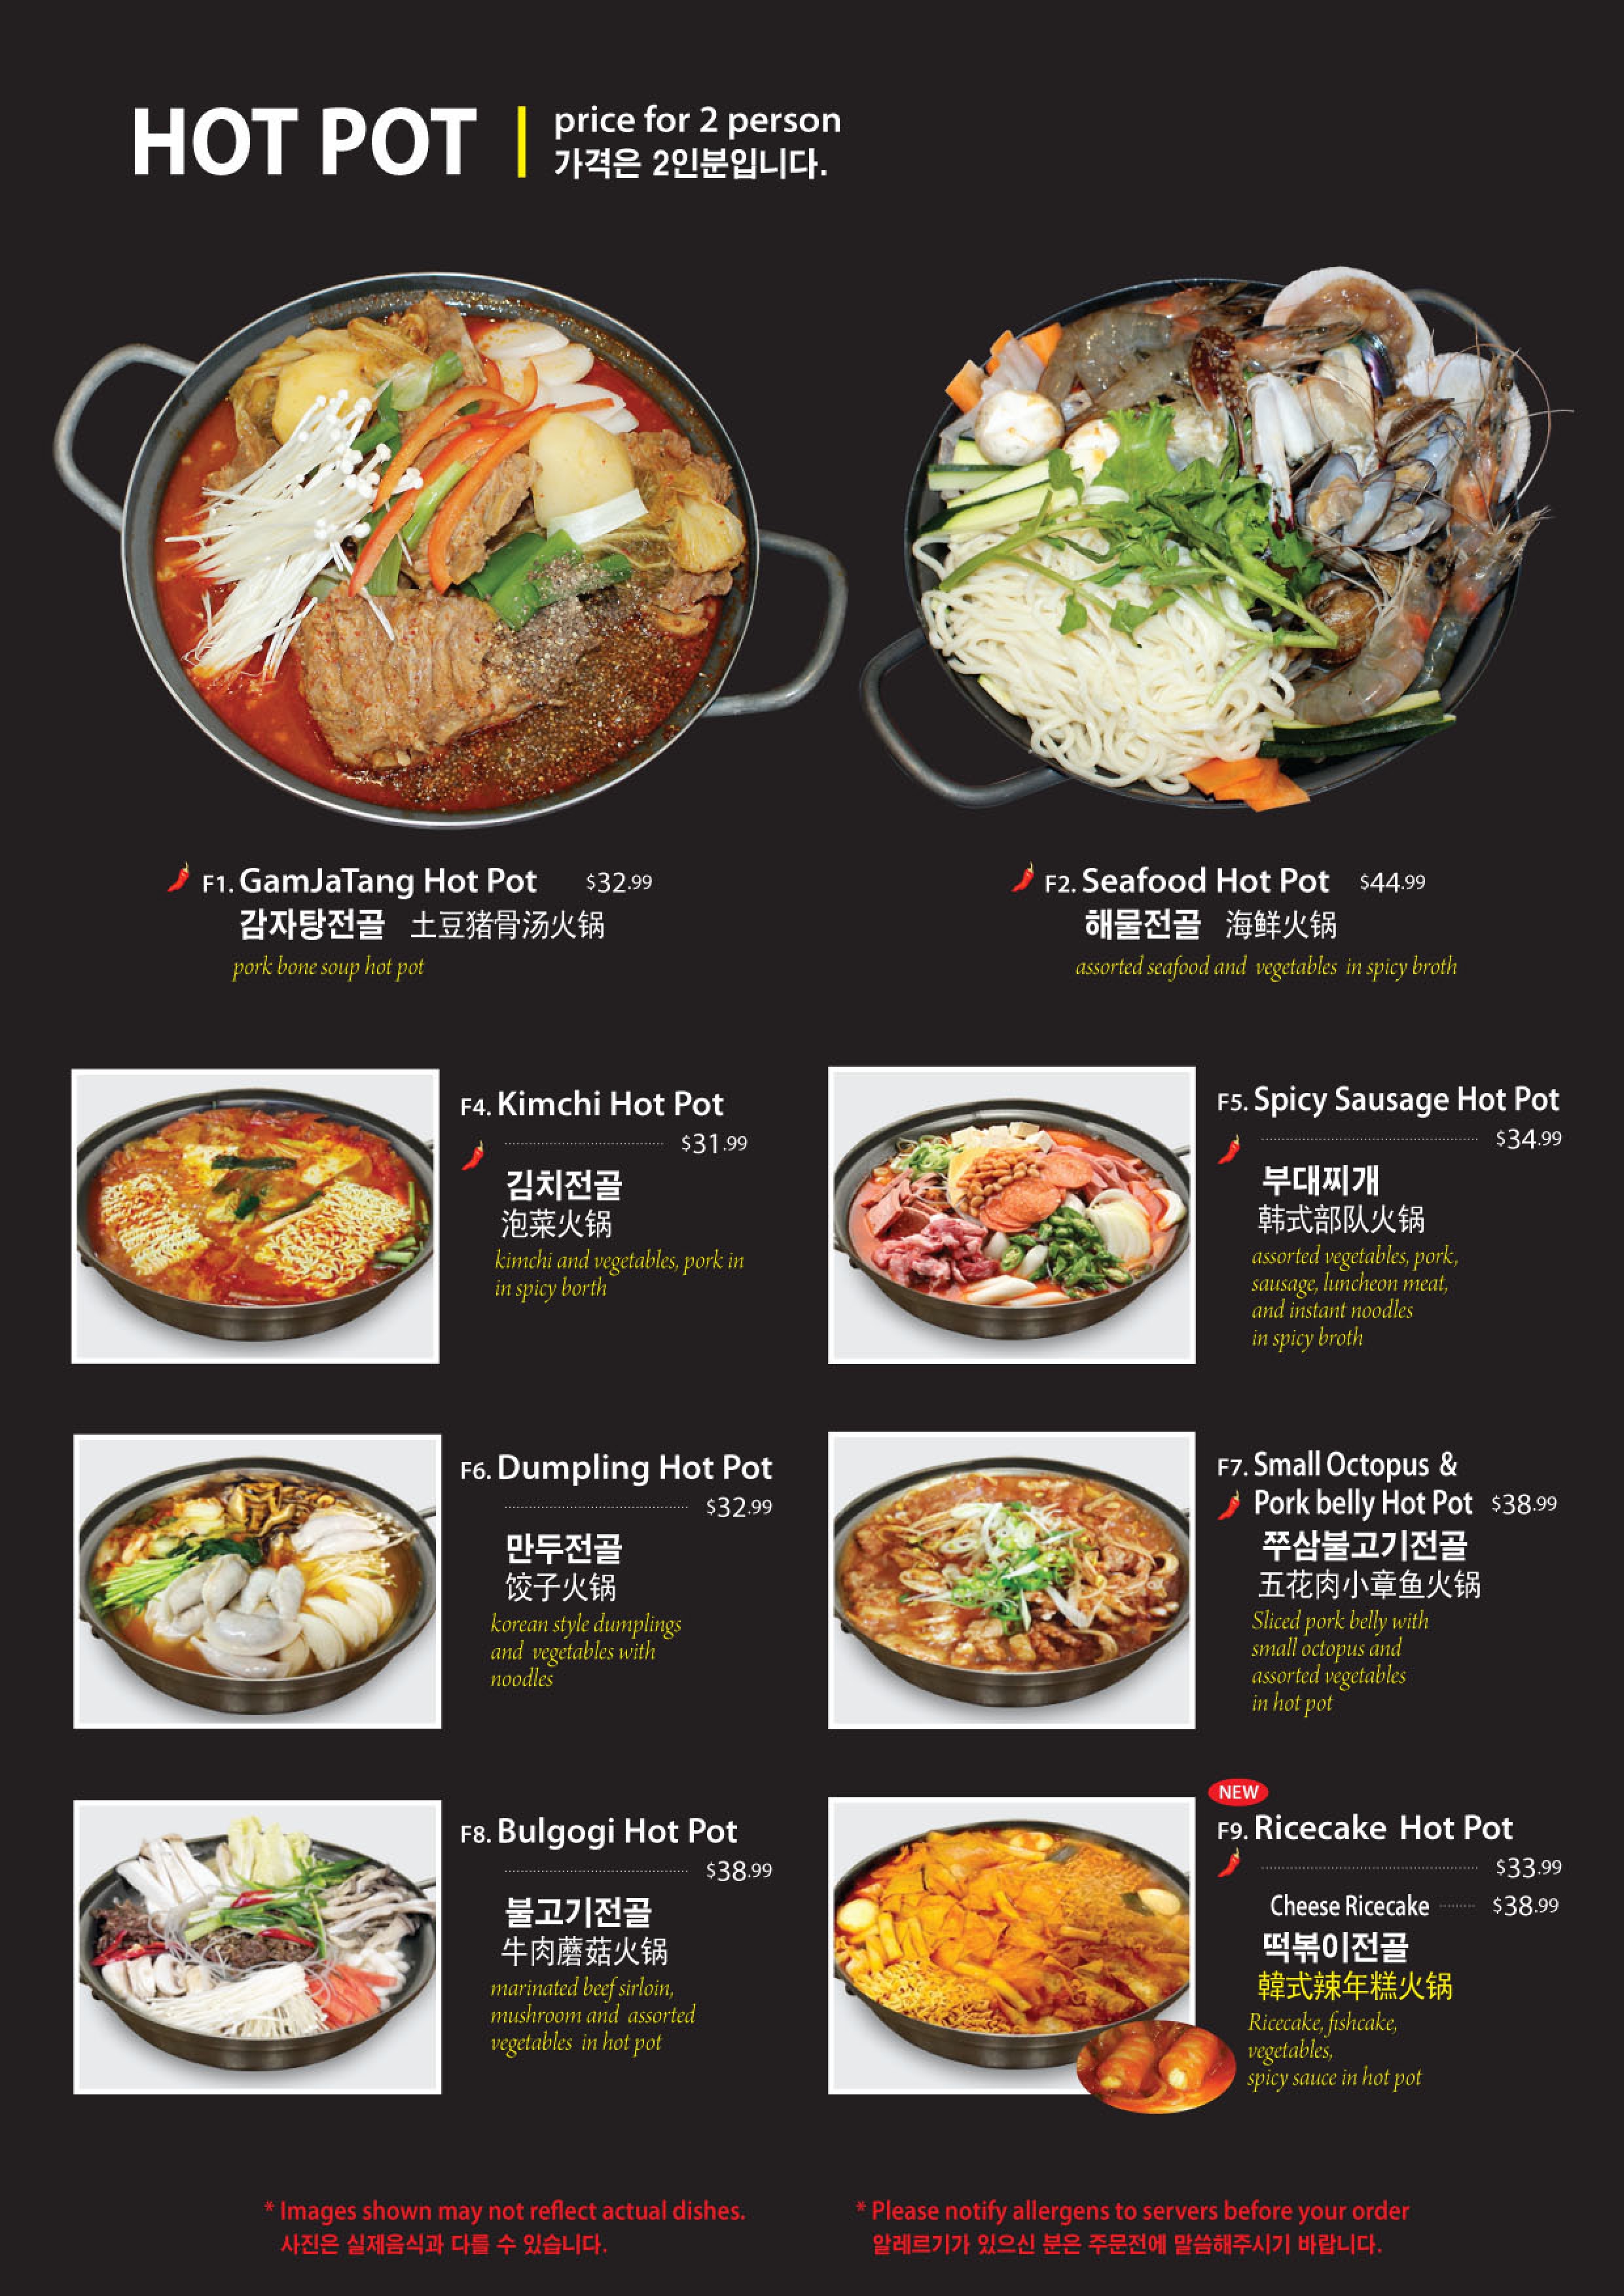 HOT POT
price for 2 person
가격은 2인분입니다.
F1. GamJaTang Hot Pot $32.99
감자탕전골 土豆猪骨汤火锅
pork bone soup hot pot
F2. Seafood Hot Pot $44.99
해물전골 海鲜火锅
assorted seafood and vegetables in spicy broth
F4. Kimchi Hot Pot
$31.99
김치전골
泡菜火锅
kimchi and vegetables, pork in
in spicy borth
F5. Spicy Sausage Hot Pot
$34.99
부대찌개
韩式部队火锅
assorted vegetables, pork,
sausage, luncheon meat,
and instant noodles
in spicy broth
F6. Dumpling Hot Pot
$32.99
만두전골
饺子火锅
korean style dumplings
and vegetables with
noodles
F7. Small Octopus &
Pork belly Hot Pot $38.99
쭈삼불고기전골
五花肉小章鱼火锅
Sliced pork belly with
small octopus and
assorted vegetables
in hot pot
F8. Bulgogi Hot Pot
$38.99
불고기전골
牛肉蘑菇火锅
marinated beef sirloin,
mushroom and assorted
vegetables in hot pot
NEW
F9. Ricecake Hot Pot
$33.99
Cheese Ricecake $38.99
떡볶이전골
韓式辣年糕火锅
Ricecake, fishcake,
vegetables,
spicy sauce in hot pot
* Images shown may not reflect actual dishes.
사진은 실제음식과 다를 수 있습니다.
* Please notify allergens to servers before your order
알레르기가 있으신 분은 주문전에 말씀해주시기 바랍니다.